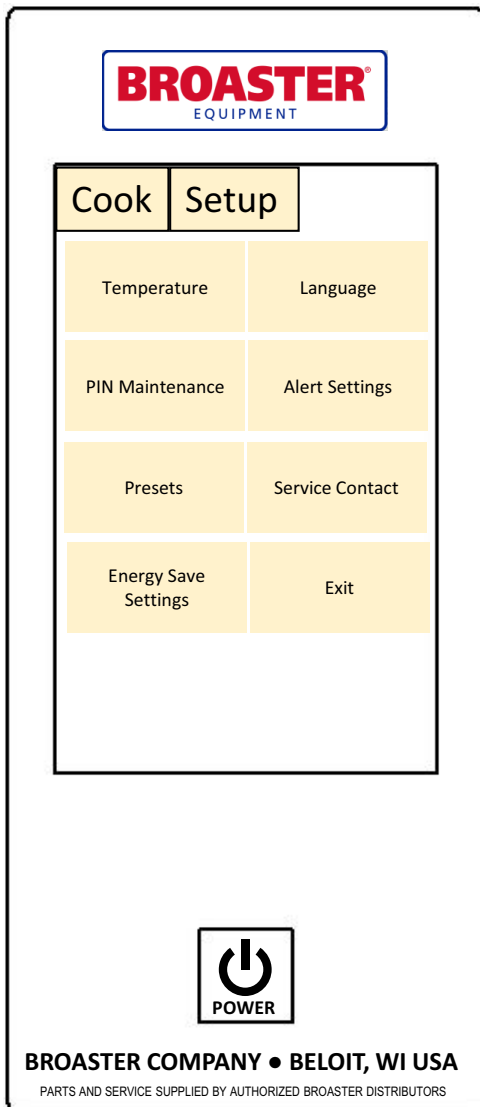 BROASTER®
EQUIPMENT
Cook Setup
Temperature Language
PIN Maintenance Alert Settings
Presets Service Contact
Energy Save
Settings
Exit
POWER
BROASTER COMPANY ● BELOIT, WI USA
PARTS AND SERVICE SUPPLIED BY AUTHORIZED BROASTER DISTRIBUTORS